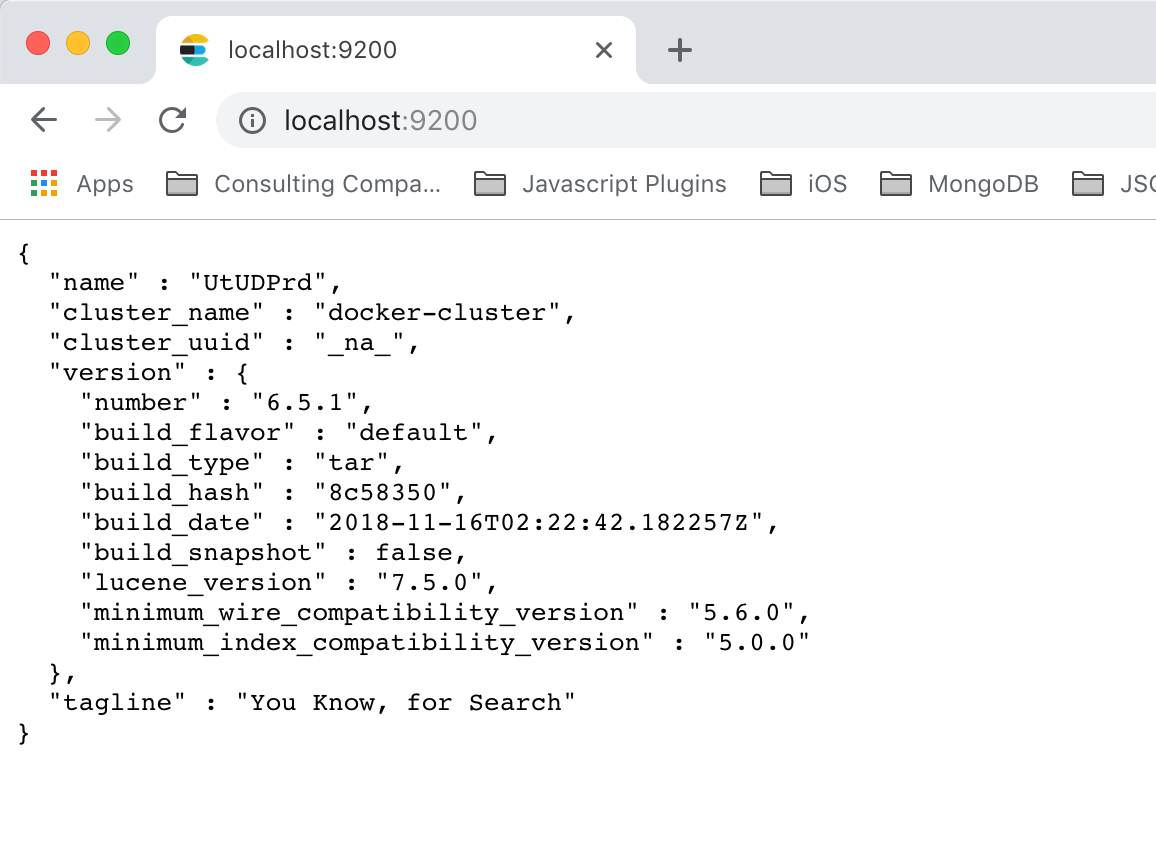 localhost:9200
localhost:9200
Apps Consulting Compa... Javascript Plugins iOS MongoDB
{
  "name" : "UtUDPrd",
  "cluster_name" : "docker-cluster",
  "cluster_uuid" : "_na_",
  "version" : {
    "number" : "6.5.1",
    "build_flavor" : "default",
    "build_type" : "tar",
    "build_hash" : "8c58350",
    "build_date" : "2018-11-16T02:22:42.182257Z",
    "build_snapshot" : false,
    "lucene_version" : "7.5.0",
    "minimum_wire_compatibility_version" : "5.6.0",
    "minimum_index_compatibility_version" : "5.0.0"
  },
  "tagline" : "You Know, for Search"
}